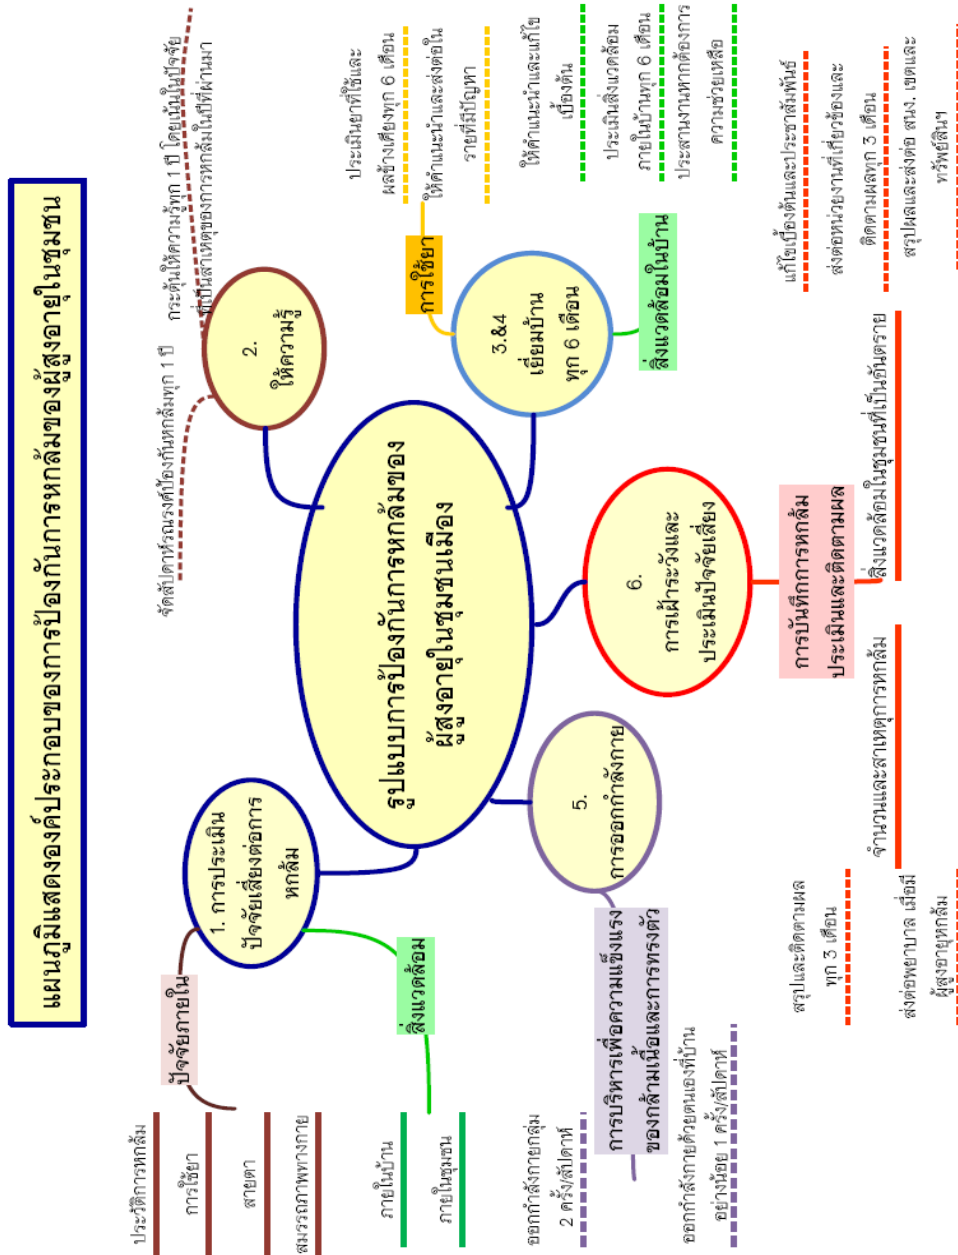 แผนภูมิแสดงองค์ประกอบของการป้องกันการหกล้มของผู้สูงอายุในชุมชน
รูปแบบการป้องกันการหกล้มของ
ผู้สูงอายุในชุมชนเมือง
1. การประเมิน
ปัจจัยเสี่ยงต่อการ
หกล้ม
ปัจจัยภายใน
ประวัติการหกล้ม
การใช้ยา
สายตา
สมรรถภาพทางกาย
สิ่งแวดล้อม
ภายในบ้าน
ภายในชุมชน
2.
ให้ความรู้
จัดสัปดาห์รณรงค์ป้องกันหกล้มทุก 1 ปี
กระตุ้นให้ความรู้ทุก 1 ปี โดยเน้นในปัจจัย
ที่เป็นสาเหตุของการหกล้มในปีที่ผ่านมา
3.&4
เยี่ยมบ้าน
ทุก 6 เดือน
การใช้ยา
ประเมินยาที่ใช้และ
ผลข้างเคียงทุก 6 เดือน
ให้คำแนะนำและส่งต่อใน
รายที่มีปัญหา
สิ่งแวดล้อมในบ้าน
ให้คำแนะนำและแก้ไข
เบื้องต้น
ประเมินสิ่งแวดล้อม
ภายในบ้านทุก 6 เดือน
ประสานงานหากต้องการ
ความช่วยเหลือ
5.
การออกกำลังกาย
การบริหารเพื่อความแข็งแรง
ของกล้ามเนื้อและการทรงตัว
ออกกำลังกายกลุ่ม
2 ครั้ง/สัปดาห์
ออกกำลังกายด้วยตนเองที่บ้าน
อย่างน้อย 1 ครั้ง/สัปดาห์
6.
การเฝ้าระวังและ
ประเมินปัจจัยเสี่ยง
การบันทึกการหกล้ม
ประเมินและติดตามผล
จำนวนและสาเหตุการหกล้ม
สรุปและติดตามผล
ทุก 3 เดือน
ส่งต่อพยาบาล เมื่อมี
ผู้สูงอายุหกล้ม
สิ่งแวดล้อมในชุมชนที่เป็นอันตราย
แก้ไขเบื้องต้นและประชาสัมพันธ์
ส่งต่อหน่วยงานที่เกี่ยวข้องและ
ติดตามผลทุก 3 เดือน
สรุปผลและส่งต่อ สนง. เขตและ
ทรัพย์สินฯ